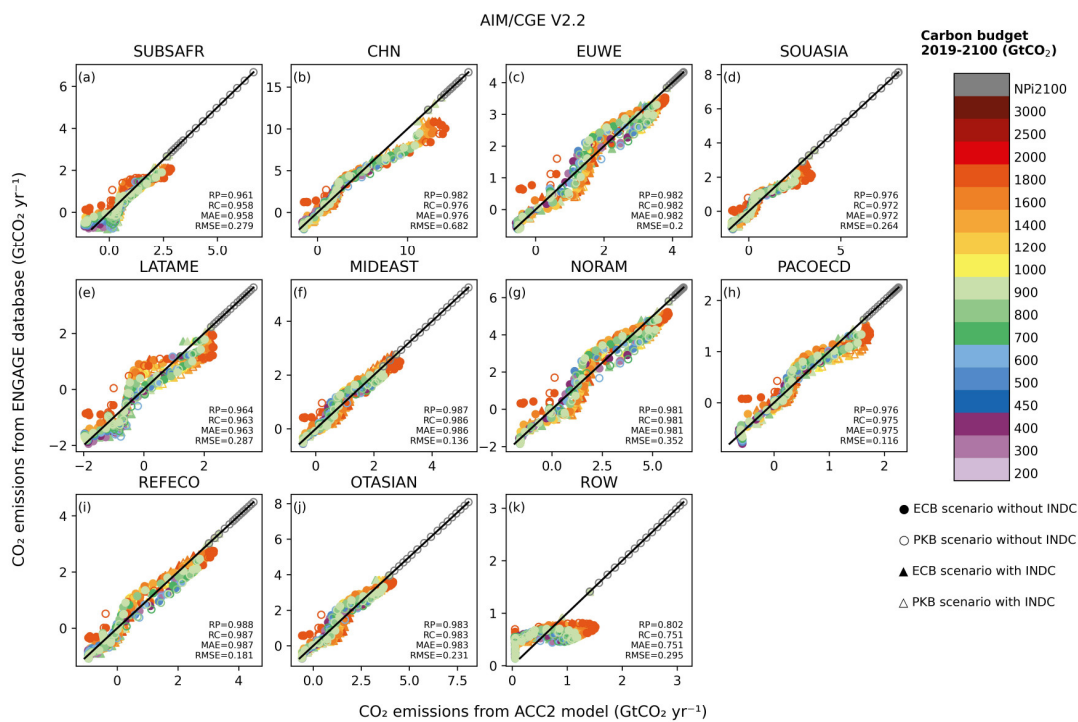 AIM/CGE V2.2
SUBSAFR
CHN
EUWE
SOUASIA
Carbon budget
2019-2100 (GtCO₂)
(a)
6
4
2
0
0.0
2.5
5.0
RP=0.961
RC=0.958
MAE=0.958
RMSE=0.279
(b)
15
10
5
0
0
10
RP=0.982
RC=0.976
MAE=0.976
RMSE=0.682
(c)
4
3
2
1
0
0
2
4
RP=0.982
RC=0.982
MAE=0.982
RMSE=0.2
(d)
8
6
4
2
0
0
5
RP=0.976
RC=0.972
MAE=0.972
RMSE=0.264
LATAME
MIDEAST
NORAM
PACOECD
(e)
2
0
−2
−2
0
2
RP=0.964
RC=0.963
MAE=0.963
RMSE=0.287
(f)
4
2
0
0
2
4
RP=0.987
RC=0.986
MAE=0.986
RMSE=0.136
(g)
6
4
2
0
−2
0.0
2.5
5.0
RP=0.981
RC=0.981
MAE=0.981
RMSE=0.352
(h)
2
1
0
0
1
2
RP=0.976
RC=0.975
MAE=0.975
RMSE=0.116
REFECO
OTASIAN
ROW
(i)
4
2
0
0
2
4
RP=0.988
RC=0.987
MAE=0.987
RMSE=0.181
(j)
8
6
4
2
0
0.0
2.5
5.0
7.5
RP=0.983
RC=0.983
MAE=0.983
RMSE=0.231
(k)
3
2
1
0
0
1
2
3
RP=0.802
RC=0.751
MAE=0.751
RMSE=0.295
CO₂ emissions from ENGAGE database (GtCO₂ yr⁻¹)
CO₂ emissions from ACC2 model (GtCO₂ yr⁻¹)
NPi2100
3000
2500
2000
1800
1600
1400
1200
1000
900
800
700
600
500
450
400
300
200
ECB scenario without INDC
PKB scenario without INDC
ECB scenario with INDC
PKB scenario with INDC